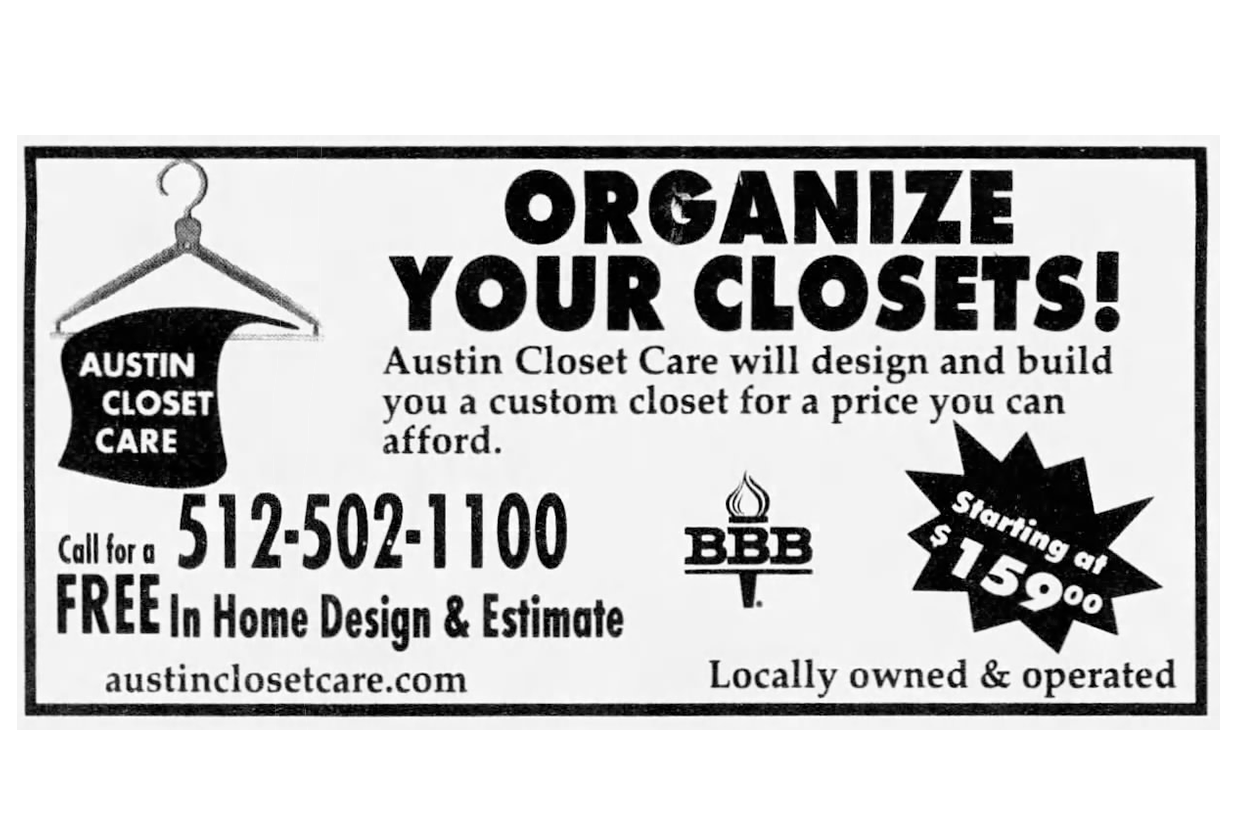 ORGANIZE
YOUR CLOSETS!
AUSTIN
CLOSET
CARE
Austin Closet Care will design and build
you a custom closet for a price you can
afford.
Call for a 512-502-1100
FREE In Home Design & Estimate
austinclosetcare.com
BBB
Starting at
$159.00
Locally owned & operated